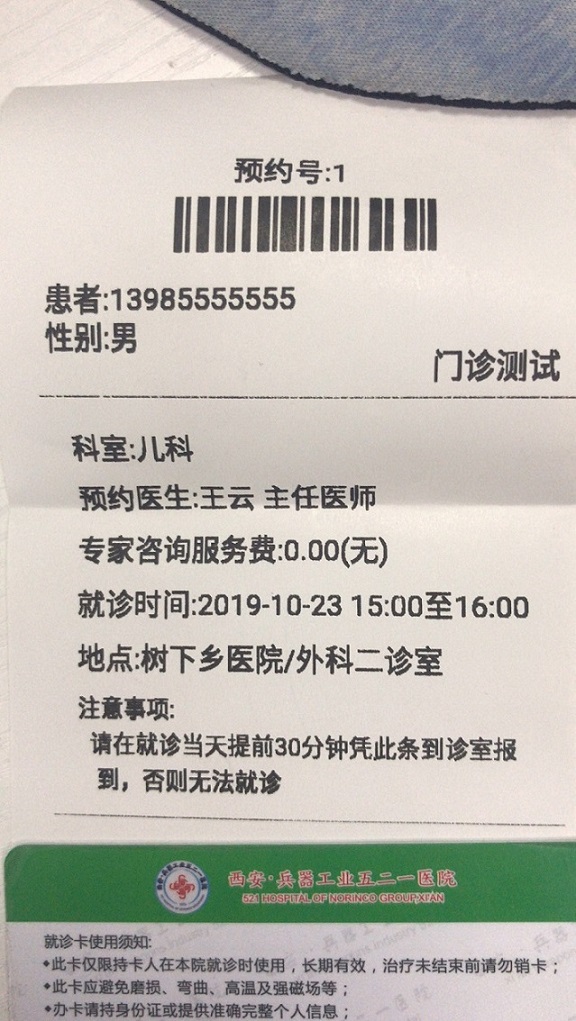 预约号:1
患者:13985555555
性别:男
门诊测试
科室:儿科
预约医生:王云 主任医师
专家咨询服务费:0.00(无)
就诊时间:2019-10-23 15:00至16:00
地点:树下乡医院/外科二诊室
注意事项:
请在就诊当天提前30分钟凭此条到诊室报
到，否则无法就诊
西安·兵器工业五二一医院
521 HOSPITAL OF NORINCO GROUP XI'AN
就诊卡使用须知:
◆此卡仅限持卡人在本院就诊时使用，长期有效，治疗未结束前请勿销卡；
◆此卡应避免磨损、弯曲、高温及强磁场等；
◆办卡请持身份证或提供准确完整个人信息；